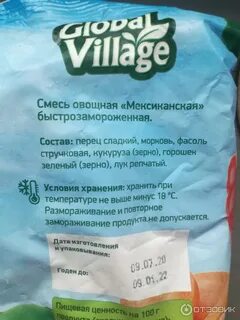 Global
Village
Смесь овощная «Мексиканская»
быстрозамороженная.
Состав: перец сладкий, морковь, фасоль
стручковая, кукуруза (зерно), горошек
зеленый (зерно), лук репчатый.
Условия хранения: хранить при
температуре не выше минус 18 °С.
Размораживание и повторное
замораживание продукта не допускается.
Дата изготовления
и упаковывания:
09.07.20
Годен до:
09.01.22
Пищевая ценность на 100 г
ОТЗОВИК